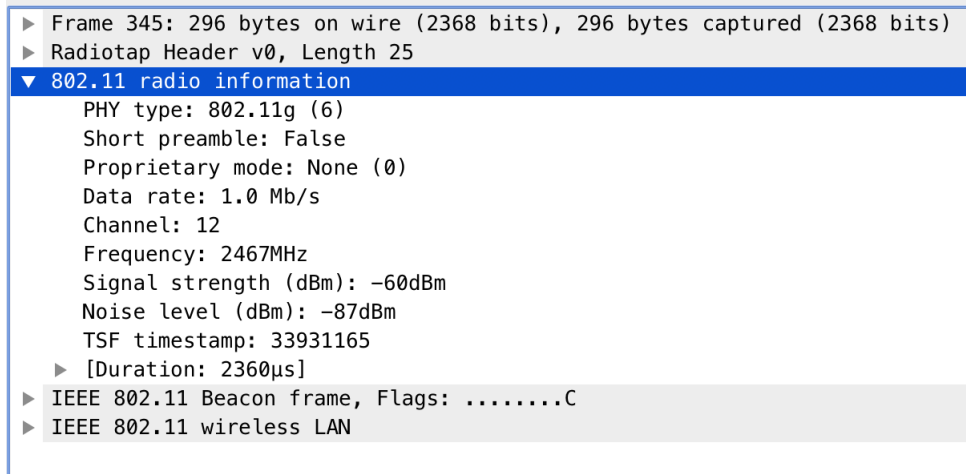 Frame 345: 296 bytes on wire (2368 bits), 296 bytes captured (2368 bits)
Radiotap Header v0, Length 25
802.11 radio information
PHY type: 802.11g (6)
Short preamble: False
Proprietary mode: None (0)
Data rate: 1.0 Mb/s
Channel: 12
Frequency: 2467MHz
Signal strength (dBm): −60dBm
Noise level (dBm): −87dBm
TSF timestamp: 33931165
[Duration: 2360µs]
IEEE 802.11 Beacon frame, Flags: ........C
IEEE 802.11 wireless LAN